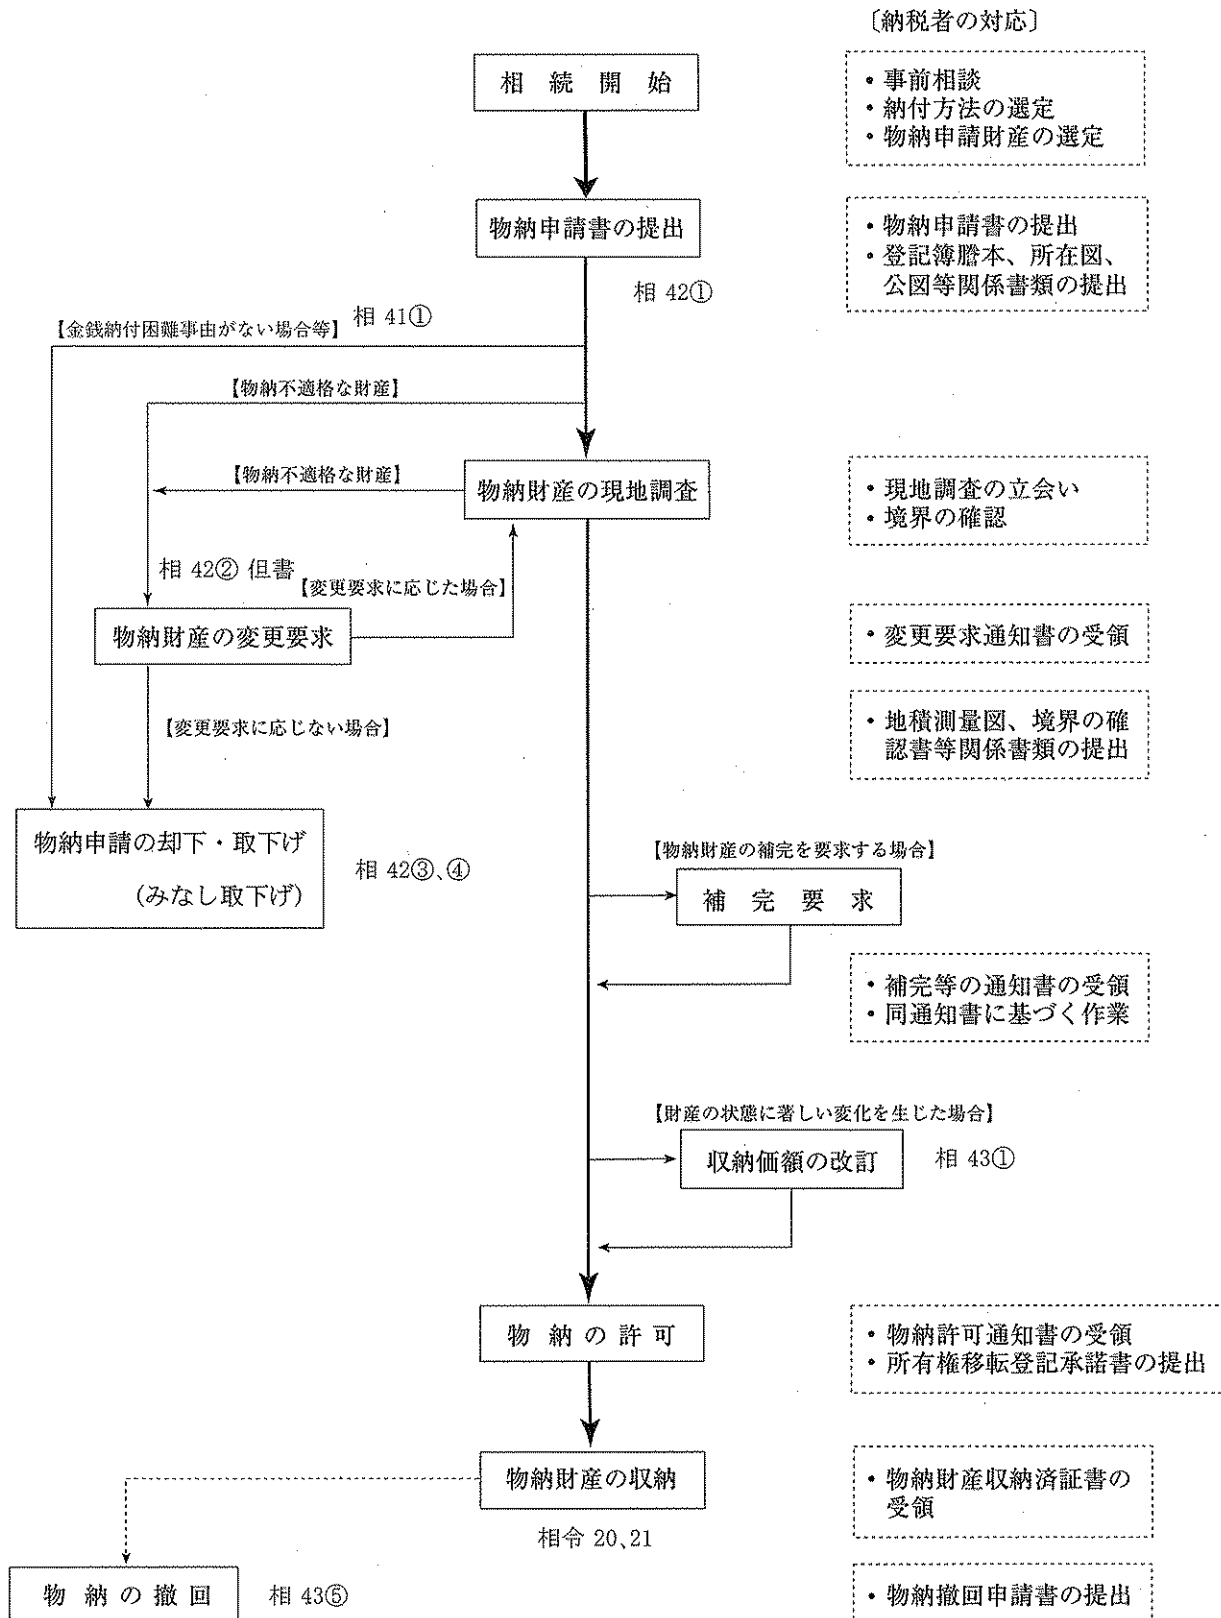 〔納税者の対応〕
相続開始
・事前相談
・納付方法の選定
・物納申請財産の選定
物納申請書の提出
・物納申請書の提出
・登記簿謄本、所在図、
公図等関係書類の提出
相 42①
相 41①
【金銭納付困難事由がない場合等】
【物納不適格な財産】
【物納不適格な財産】
物納財産の現地調査
・現地調査の立会い
・境界の確認
相 42② 但書
【変更要求に応じた場合】
物納財産の変更要求
・変更要求通知書の受領
【変更要求に応じない場合】
・地積測量図、境界の確
認書等関係書類の提出
物納申請の却下・取下げ
(みなし取下げ)
相 42③、④
【物納財産の補完を要求する場合】
補完要求
・補完等の通知書の受領
・同通知書に基づく作業
【財産の状態に著しい変化を生じた場合】
収納価額の改訂
相 43①
物納の許可
・物納許可通知書の受領
・所有権移転登記承諾書の提出
物納財産の収納
・物納財産収納済証書の
受領
相令 20、21
物納の撤回
相 43⑤
・物納撤回申請書の提出